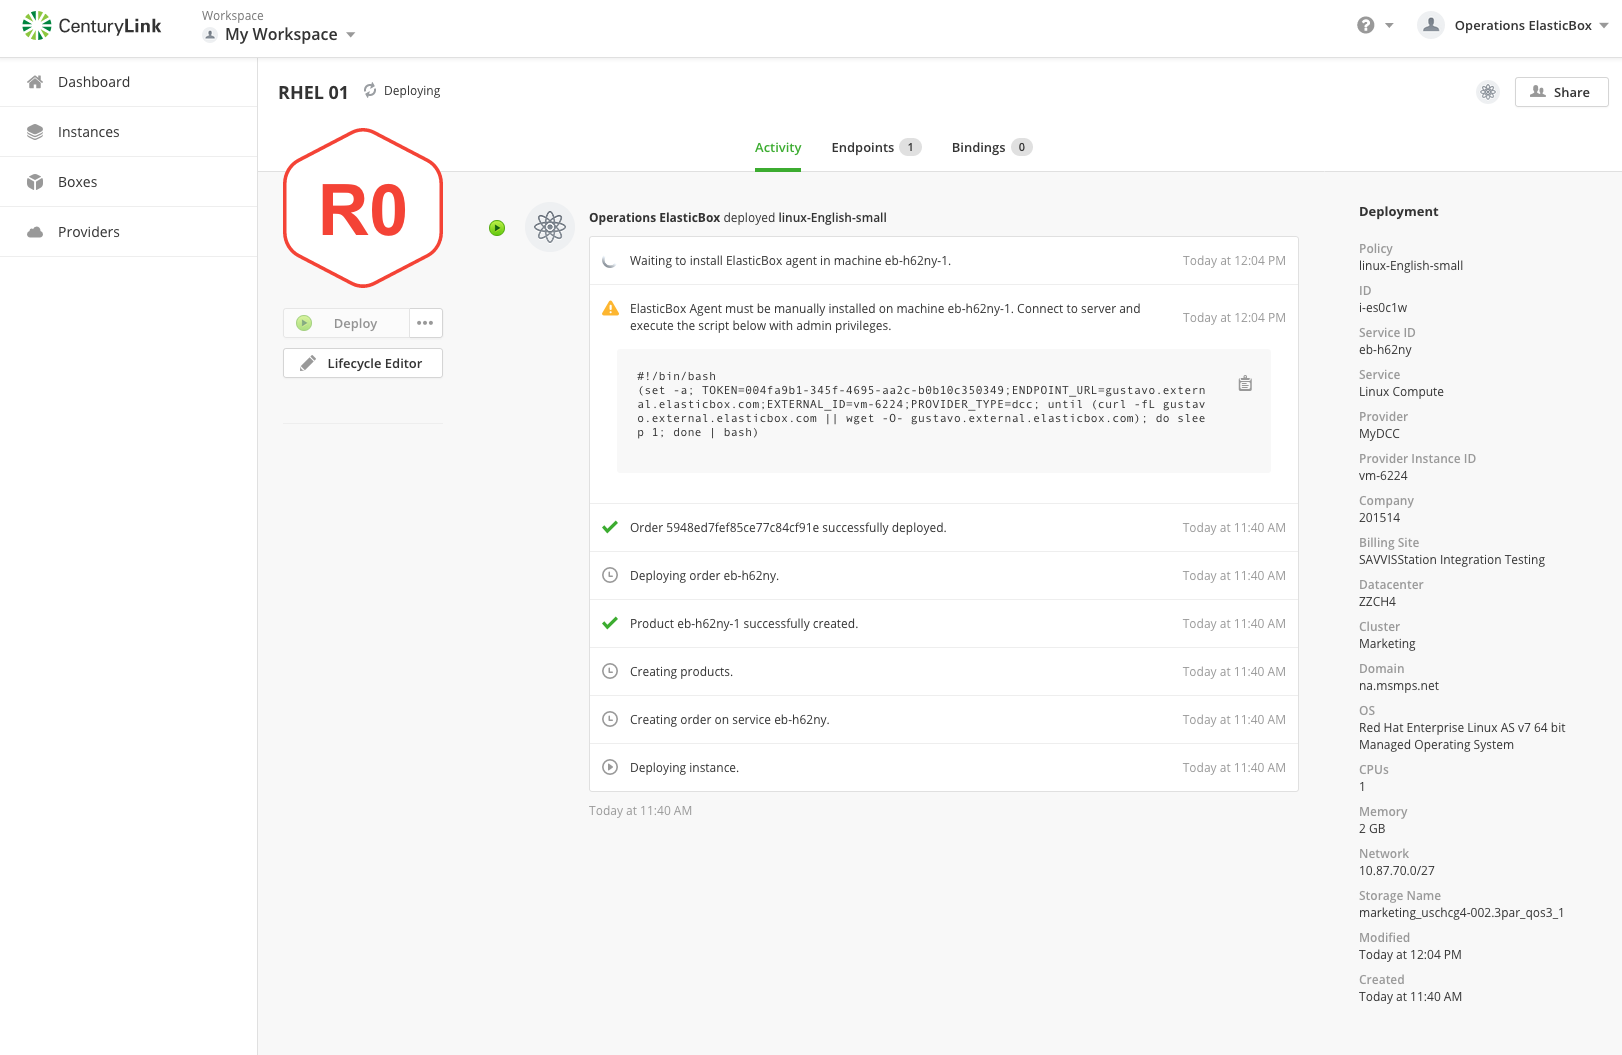 CenturyLink
Workspace
My Workspace
Operations ElasticBox
Dashboard
Instances
Boxes
Providers
RHEL 01
Deploying
Share
Activity
Endpoints 1
Bindings 0
R0
Deploy
Lifecycle Editor
Operations ElasticBox deployed linux-English-small
Waiting to install ElasticBox agent in machine eb-h62ny-1.
Today at 12:04 PM
ElasticBox Agent must be manually installed on machine eb-h62ny-1. Connect to server and
execute the script below with admin privileges.
Today at 12:04 PM
#!/bin/bash
(set -a; TOKEN=004fa9b1-345f-4695-aa2c-b0b10c350349;ENDPOINT_URL=gustavo.extern
al.elasticbox.com;EXTERNAL_ID=vm-6224;PROVIDER_TYPE=dcc; until (curl -fL gustav
o.external.elasticbox.com || wget -O- gustavo.external.elasticbox.com); do slee
p 1; done | bash)
Order 5948ed7fef85ce77c84cf91e successfully deployed.
Today at 11:40 AM
Deploying order eb-h62ny.
Today at 11:40 AM
Product eb-h62ny-1 successfully created.
Today at 11:40 AM
Creating products.
Today at 11:40 AM
Creating order on service eb-h62ny.
Today at 11:40 AM
Deploying instance.
Today at 11:40 AM
Today at 11:40 AM
Deployment
Policy
linux-English-small
ID
i-es0c1w
Service ID
eb-h62ny
Service
Linux Compute
Provider
MyDCC
Provider Instance ID
vm-6224
Company
201514
Billing Site
SAVVISStation Integration Testing
Datacenter
ZZCH4
Cluster
Marketing
Domain
na.msmps.net
OS
Red Hat Enterprise Linux AS v7 64 bit
Managed Operating System
CPUs
1
Memory
2 GB
Network
10.87.70.0/27
Storage Name
marketing_uschcg4-002.3par_qos3_1
Modified
Today at 12:04 PM
Created
Today at 11:40 AM